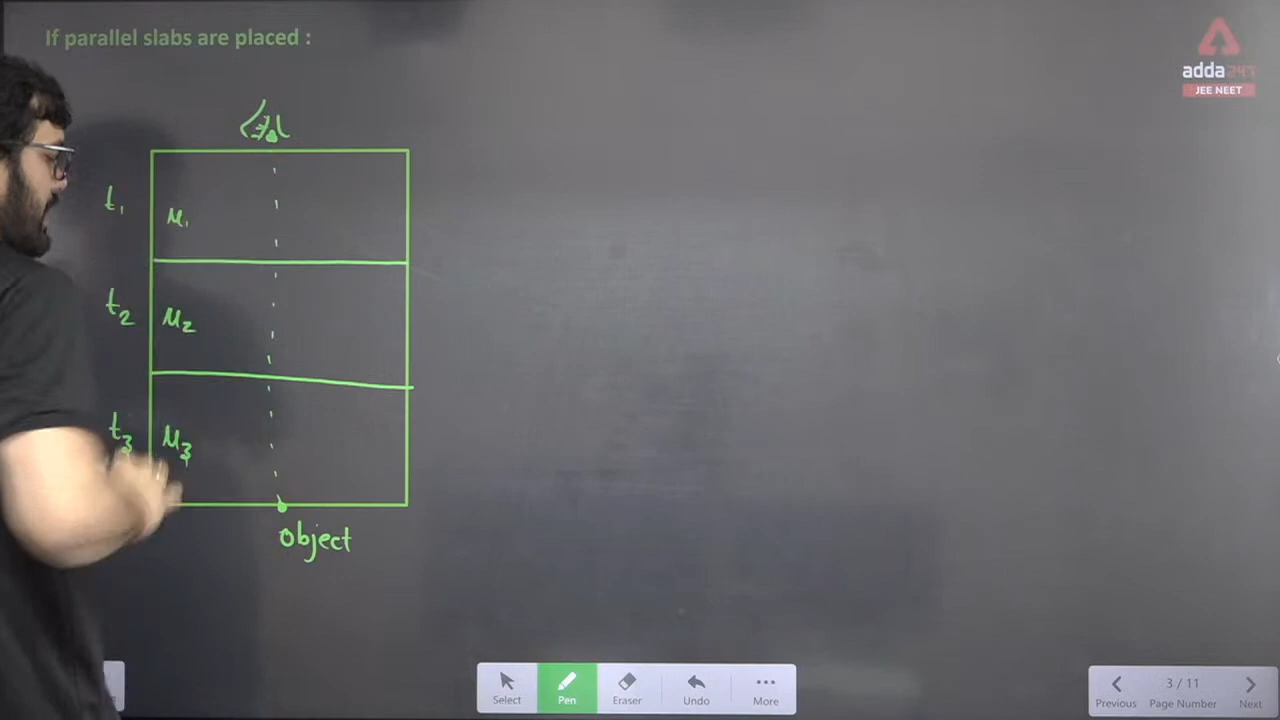 If parallel slabs are placed :
adda247
JEE NEET
t₁
μ₁
t₂
μ₂
t₃
μ₃
object
Select
Pen
Eraser
Undo
More
Previous
3 / 11
Page Number
Next